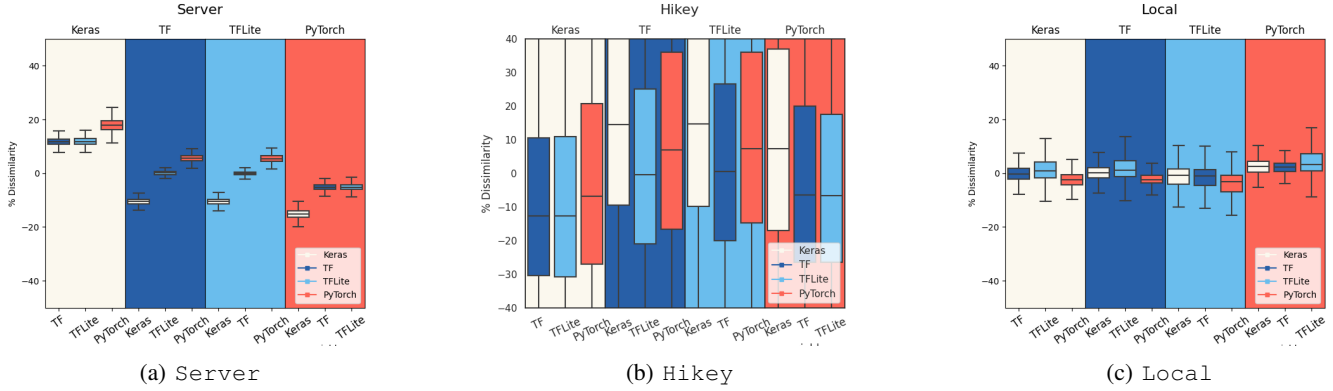 Server
Keras TF TFLite PyTorch
% Dissimilarity
40
20
0
−20
−40
Keras
TF
TFLite
PyTorch
TF TFLite PyTorch Keras TFLite PyTorch Keras TF PyTorch Keras TF TFLite
(a) Server
Hikey
Keras TF TFLite PyTorch
% Dissimilarity
40
30
20
10
0
−10
−20
−30
−40
Keras
TF
TFLite
PyTorch
TF TFLite PyTorch Keras TFLite PyTorch Keras TF PyTorch Keras TF TFLite
(b) Hikey
Local
Keras TF TFLite PyTorch
% Dissimilarity
40
20
0
−20
−40
Keras
TF
TFLite
PyTorch
TF TFLite PyTorch Keras TFLite PyTorch Keras TF PyTorch Keras TF TFLite
(c) Local